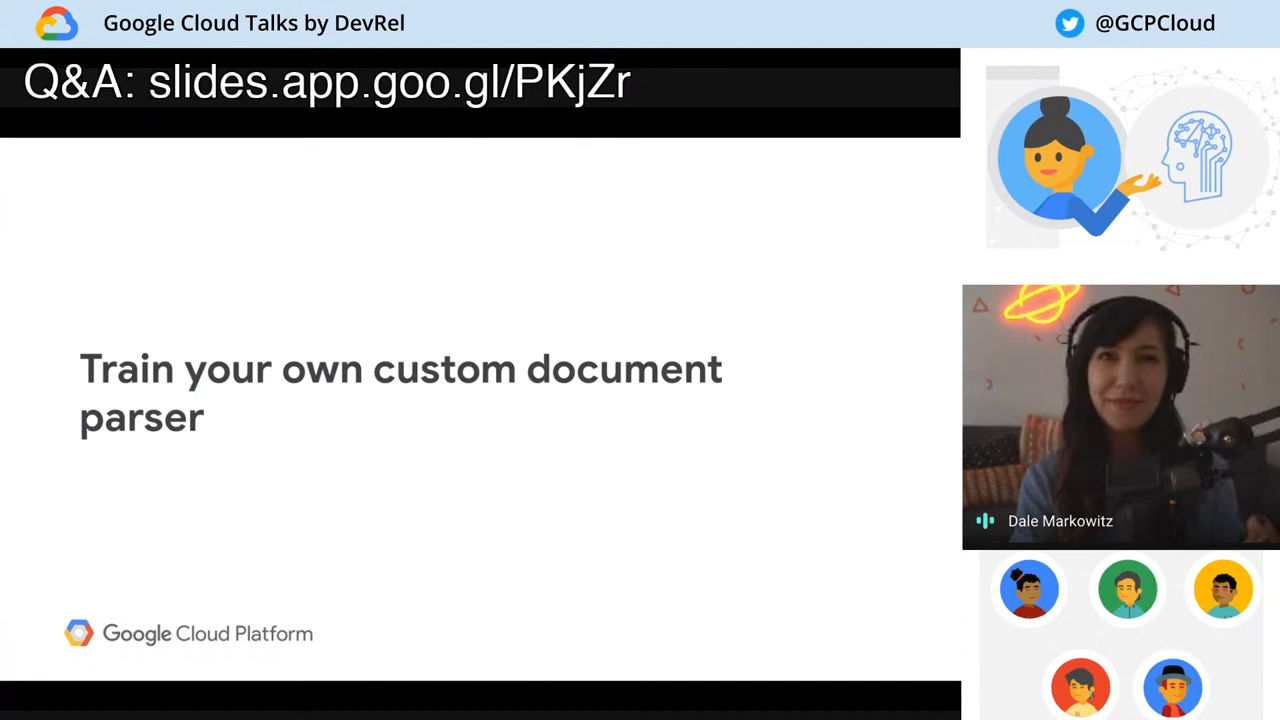 Google Cloud Talks by DevRel
@GCPCloud
Q&A: slides.app.goo.gl/PKjZr
Train your own custom document
parser
Dale Markowitz
Google Cloud Platform